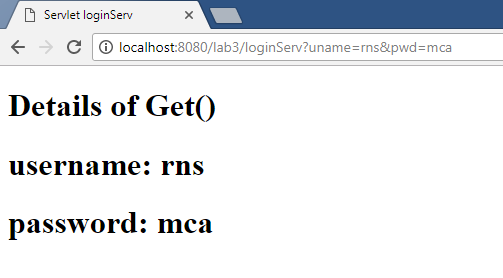 Servlet loginServ
localhost:8080/lab3/loginServ?uname=rns&pwd=mca
Details of Get()
username: rns
password: mca